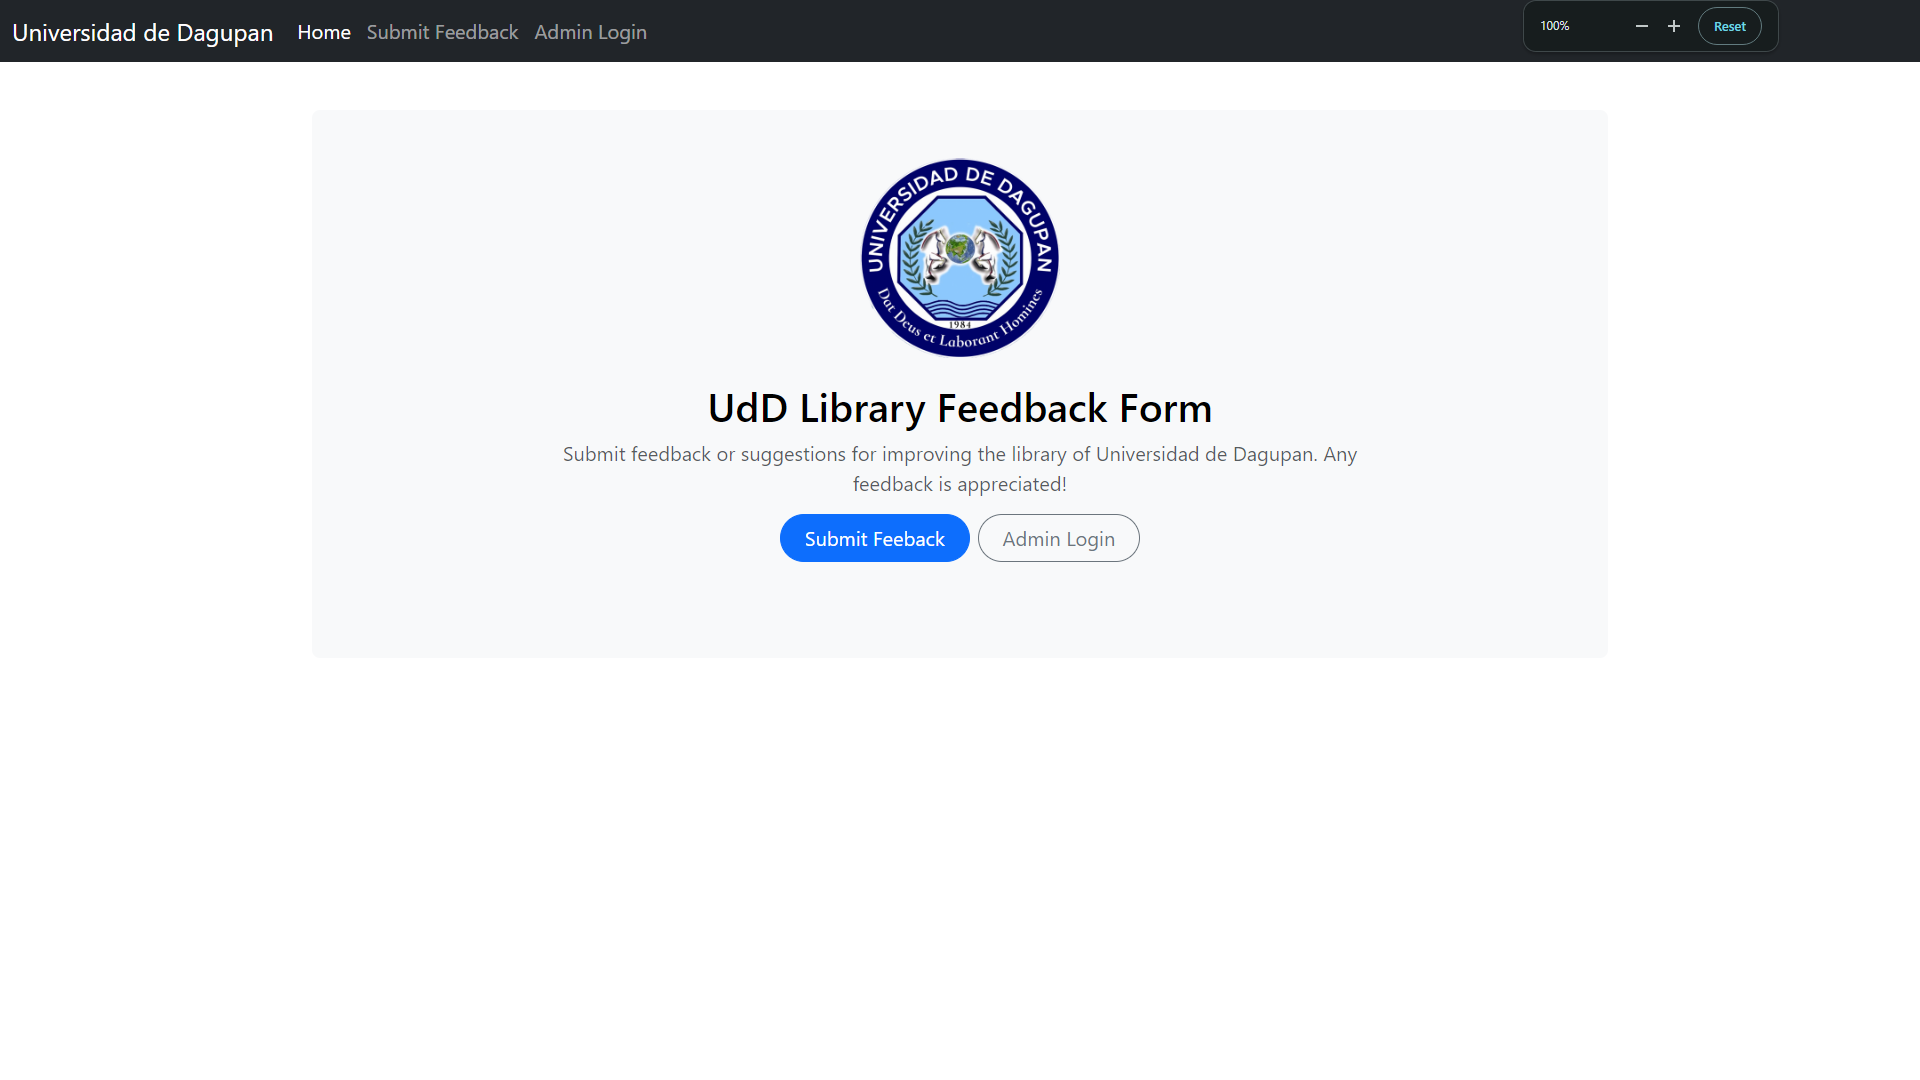 Universidad de Dagupan Home Submit Feedback Admin Login 100% Reset
UNIVERSIDAD DE DAGUPAN
1984
Dat Deus et Laborant Homines
UdD Library Feedback Form
Submit feedback or suggestions for improving the library of Universidad de Dagupan. Any
feedback is appreciated!
Submit Feeback Admin Login